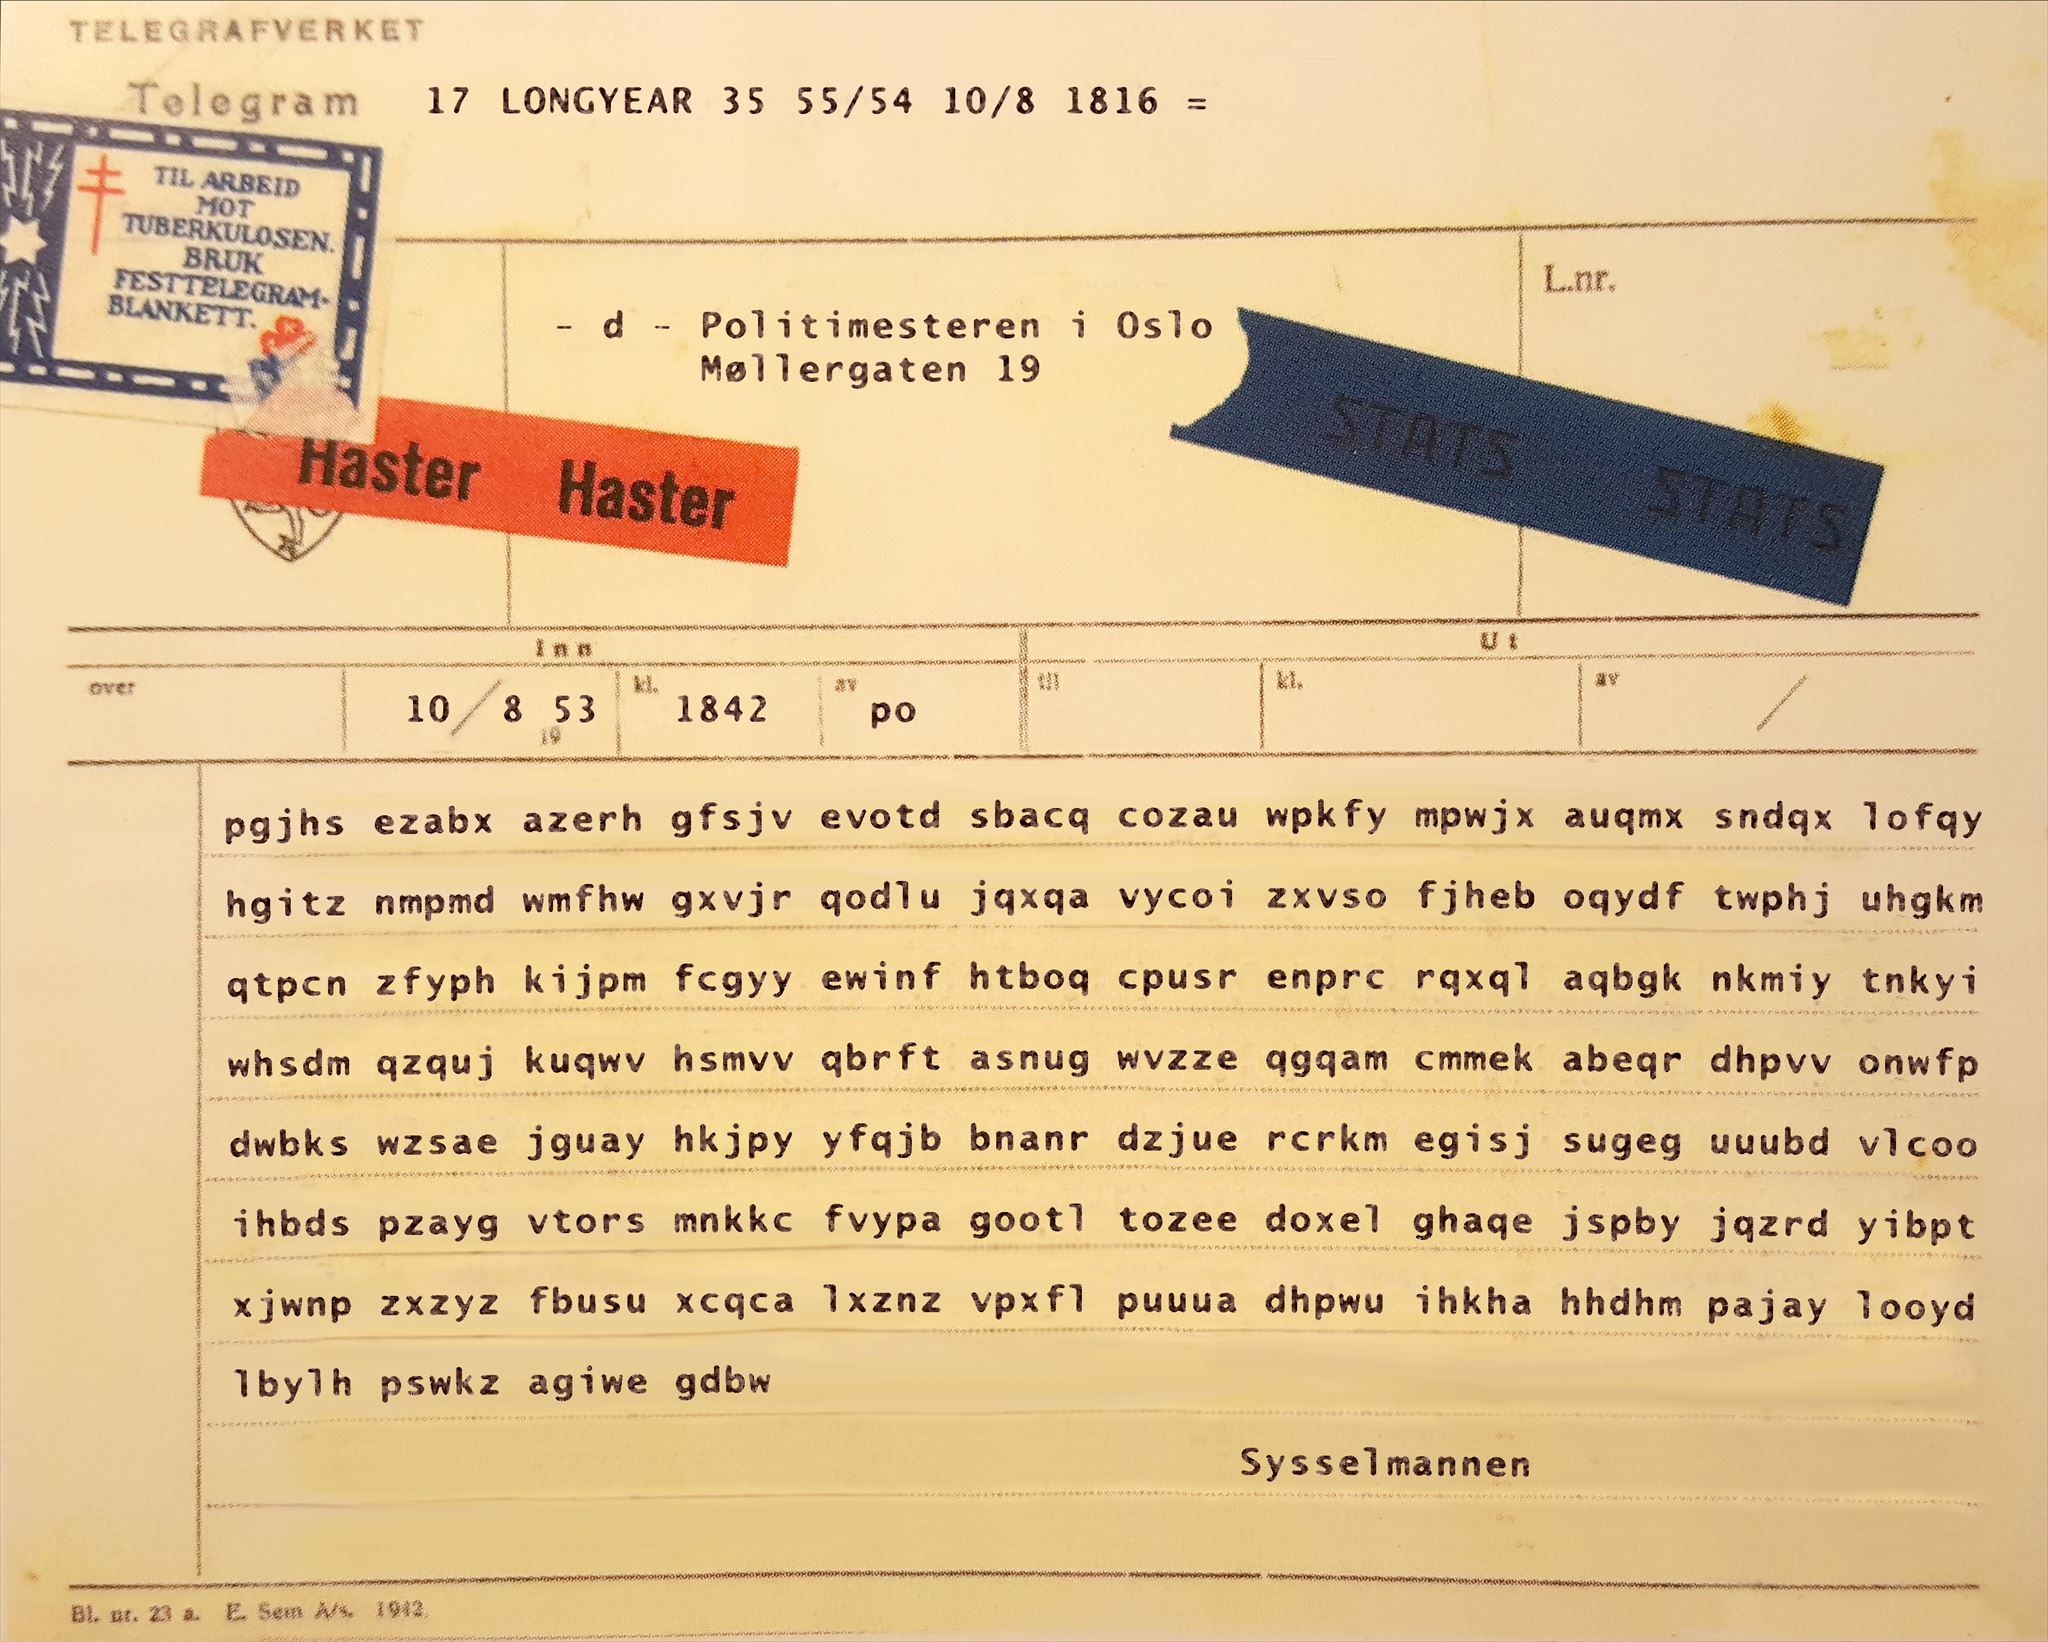 TELEGRAFVERKET
Telegram 17 LONGYEAR 35 55/54 10/8 1816 =
TIL ARBEID
MOT
TUBERKULOSEN.
BRUK
FESTTELEGRAM-
BLANKETT.
L.nr.
- d - Politimesteren i Oslo
Møllergaten 19
STATS STATS
Haster Haster
Inn Ut
over 10/8 1953 kl. 1842 av po til kl. av /
pgjhs ezabx azerh gfsjv evotd sbacq cozau wpkfy mpwjx auqmx sndqx lofqy
hgitz nmpmd wmfhw gxvjr qodlu jqxqa vycoi zxvso fjheb oqydf twphj uhgkm
qtpcn zfyph kijpm fcgyy ewinf htboq cpusr enprc rqxql aqbgk nkmiy tnkyi
whsdm qzquj kuqwv hsmvv qbrft asnug wvzze qgqam cmmek abeqr dhpvv onwfp
dwbks wzsae jguay hkjpy yfqjb bnanr dzjue rcrkm egisj sugeg uuubd vlcoo
ihbds pzayg vtors mnkkc fvypa gootl tozee doxel ghaqe jspby jqzrd yibpt
xjwnp zxzyz fbusu xcqca lxznz vpxfl puuua dhpwu ihkha hhdhm pajay looyd
lbylh pswkz agiwe gdbw
Sysselmannen
Bl. nr. 23 a. E. Sem A/s. 1942